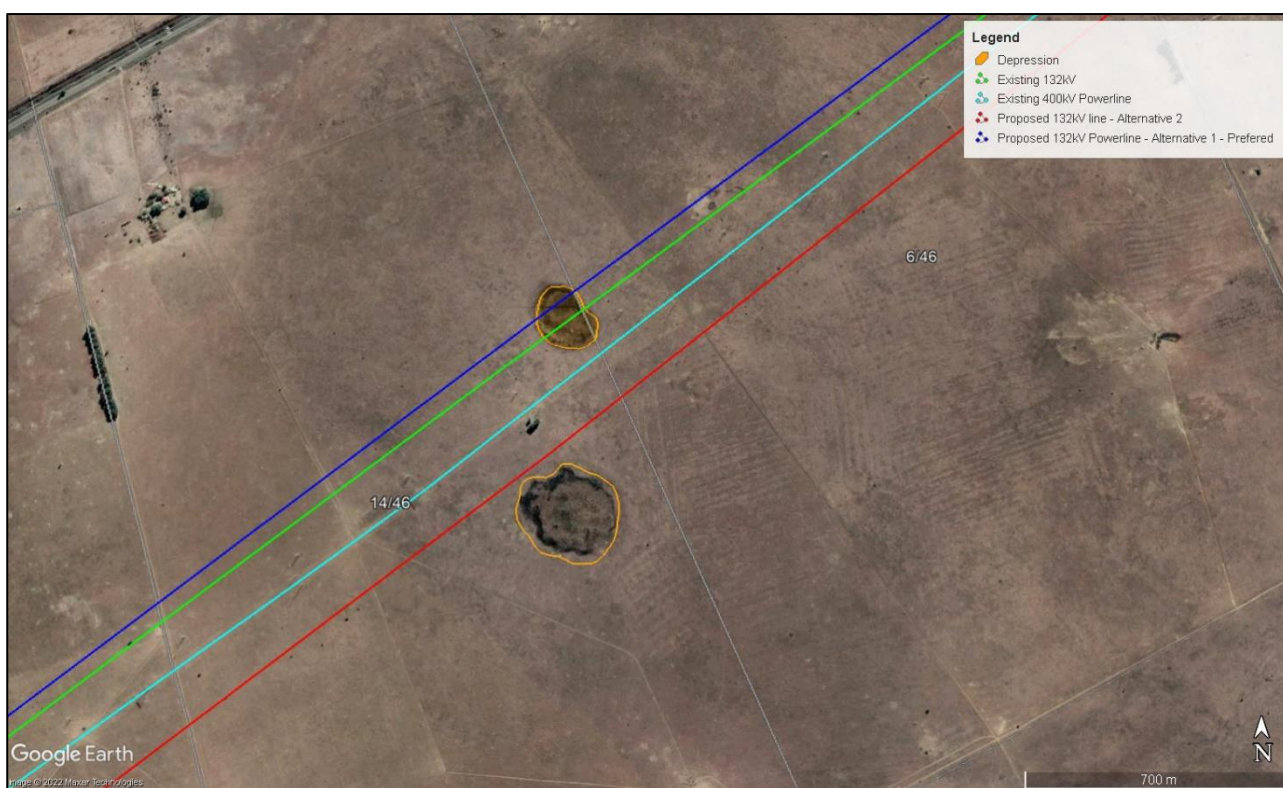 Legend
Depression
Existing 132kV
Existing 400kV Powerline
Proposed 132kV line - Alternative 2
Proposed 132kV Powerline - Alternative 1 - Prefered
6/46
14/46
Google Earth
Image © 2022 Maxar Technologies
N
700 m